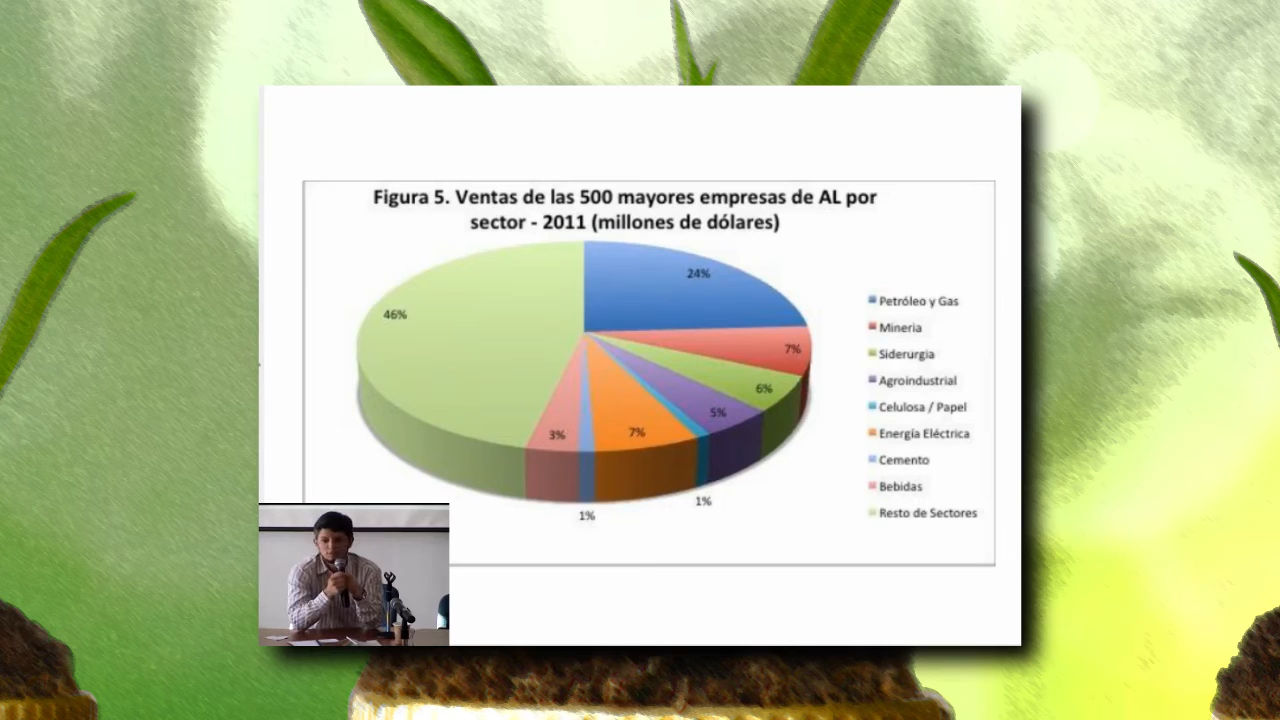 Figura 5. Ventas de las 500 mayores empresas de AL por
sector - 2011 (millones de dólares)
24%
46%
7%
6%
5%
3%
7%
1%
1%
Petróleo y Gas
Mineria
Siderurgia
Agroindustrial
Celulosa / Papel
Energía Eléctrica
Cemento
Bebidas
Resto de Sectores